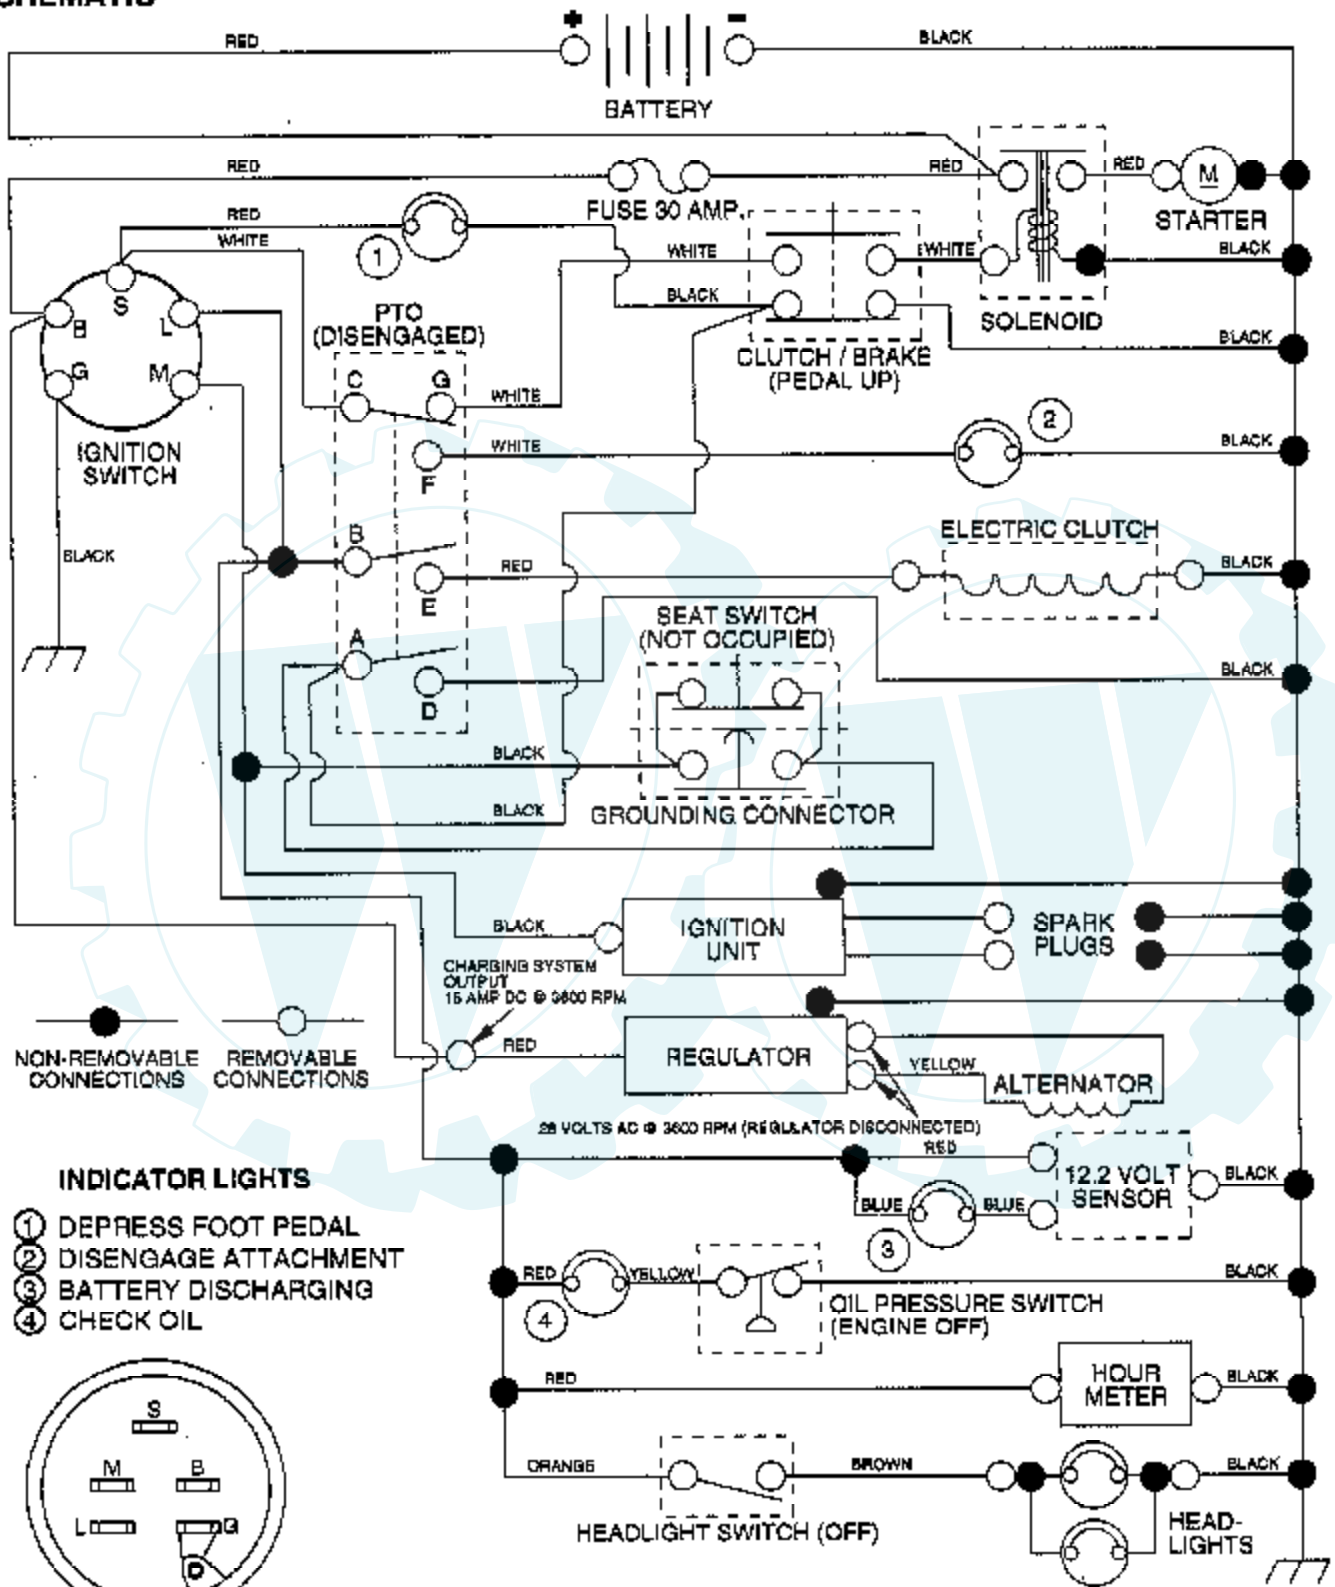 RED
+
-
BLACK
BATTERY
RED
RED
RED
M
FUSE 30 AMP.
STARTER
RED
WHITE
1
WHITE
WHITE
BLACK
S
B
L
G
M
PTO
(DISENGAGED)
BLACK
SOLENOID
BLACK
CLUTCH / BRAKE
(PEDAL UP)
C
G
WHITE
2
IGNITION
SWITCH
WHITE
BLACK
F
B
BLACK
ELECTRIC CLUTCH
RED
BLACK
E
SEAT SWITCH
(NOT OCCUPIED)
A
BLACK
D
BLACK
BLACK
GROUNDING CONNECTOR
BLACK
IGNITION
UNIT
SPARK
PLUGS
CHARGING SYSTEM
OUTPUT
15 AMP DC @ 3600 RPM
NON-REMOVABLE
CONNECTIONS
REMOVABLE
CONNECTIONS
RED
REGULATOR
YELLOW
ALTERNATOR
28 VOLTS AC @ 3600 RPM (REGULATOR DISCONNECTED)
RED
12.2 VOLT
SENSOR
BLACK
BLUE
BLUE
3
INDICATOR LIGHTS
1 DEPRESS FOOT PEDAL
2 DISENGAGE ATTACHMENT
3 BATTERY DISCHARGING
4 CHECK OIL
RED
YELLOW
BLACK
4
OIL PRESSURE SWITCH
(ENGINE OFF)
RED
HOUR
METER
BLACK
S
M
B
L
G
D
ORANGE
BROWN
BLACK
HEADLIGHT SWITCH (OFF)
HEAD-
LIGHTS